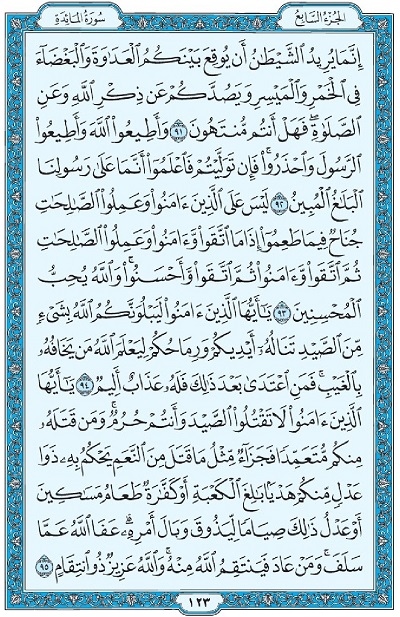 الجزء السابع
سورة المائدة
إِنَّمَا يُرِيدُ ٱلشَّيْطَٰنُ أَن يُوقِعَ بَيْنَكُمُ ٱلْعَدَٰوَةَ وَٱلْبَغْضَآءَ
فِى ٱلْخَمْرِ وَٱلْمَيْسِرِ وَيَصُدَّكُمْ عَن ذِكْرِ ٱللَّهِ وَعَنِ
ٱلصَّلَوٰةِ ۖ فَهَلْ أَنتُم مُّنتَهُونَ ٩١ وَأَطِيعُوا۟ ٱللَّهَ وَأَطِيعُوا۟
ٱلرَّسُولَ وَٱحْذَرُوا۟ ۚ فَإِن تَوَلَّيْتُمْ فَٱعْلَمُوٓا۟ أَنَّمَا عَلَىٰ رَسُولِنَا
ٱلْبَلَٰغُ ٱلْمُبِينُ ٩٢ لَيْسَ عَلَى ٱلَّذِينَ ءَامَنُوا۟ وَعَمِلُوا۟ ٱلصَّٰلِحَٰتِ
جُنَاحٌ فِيمَا طَعِمُوٓا۟ إِذَا مَا ٱتَّقَوا۟ وَّءَامَنُوا۟ وَعَمِلُوا۟ ٱلصَّٰلِحَٰتِ
ثُمَّ ٱتَّقَوا۟ وَّءَامَنُوا۟ ثُمَّ ٱتَّقَوا۟ وَّأَحْسَنُوا۟ ۗ وَٱللَّهُ يُحِبُّ
ٱلْمُحْسِنِينَ ٩٣ يَٰٓأَيُّهَا ٱلَّذِينَ ءَامَنُوا۟ لَيَبْلُوَنَّكُمُ ٱللَّهُ بِشَىْءٍ
مِّنَ ٱلصَّيْدِ تَنَالُهُۥٓ أَيْدِيكُمْ وَرِمَاحُكُمْ لِيَعْلَمَ ٱللَّهُ مَن يَخَافُهُۥ
بِٱلْغَيْبِ ۚ فَمَنِ ٱعْتَدَىٰ بَعْدَ ذَٰلِكَ فَلَهُۥ عَذَابٌ أَلِيمٌ ٩٤ يَٰٓأَيُّهَا
ٱلَّذِينَ ءَامَنُوا۟ لَا تَقْتُلُوا۟ ٱلصَّيْدَ وَأَنتُمْ حُرُمٌ ۚ وَمَن قَتَلَهُۥ
مِنكُم مُّتَعَمِّدًا فَجَزَآءٌ مِّثْلُ مَا قَتَلَ مِنَ ٱلنَّعَمِ يَحْكُمُ بِهِۦ ذَوَا
عَدْلٍ مِّنكُمْ هَدْيًۢا بَٰلِغَ ٱلْكَعْبَةِ أَوْ كَفَّٰرَةٌ طَعَامُ مَسَٰكِينَ
أَوْ عَدْلُ ذَٰلِكَ صِيَامًا لِّيَذُوقَ وَبَالَ أَمْرِهِۦ ۗ عَفَا ٱللَّهُ عَمَّا
سَلَفَ ۚ وَمَنْ عَادَ فَيَنتَقِمُ ٱللَّهُ مِنْهُ ۗ وَٱللَّهُ عَزِيزٌ ذُو ٱنتِقَامٍ ٩٥
١٢٣